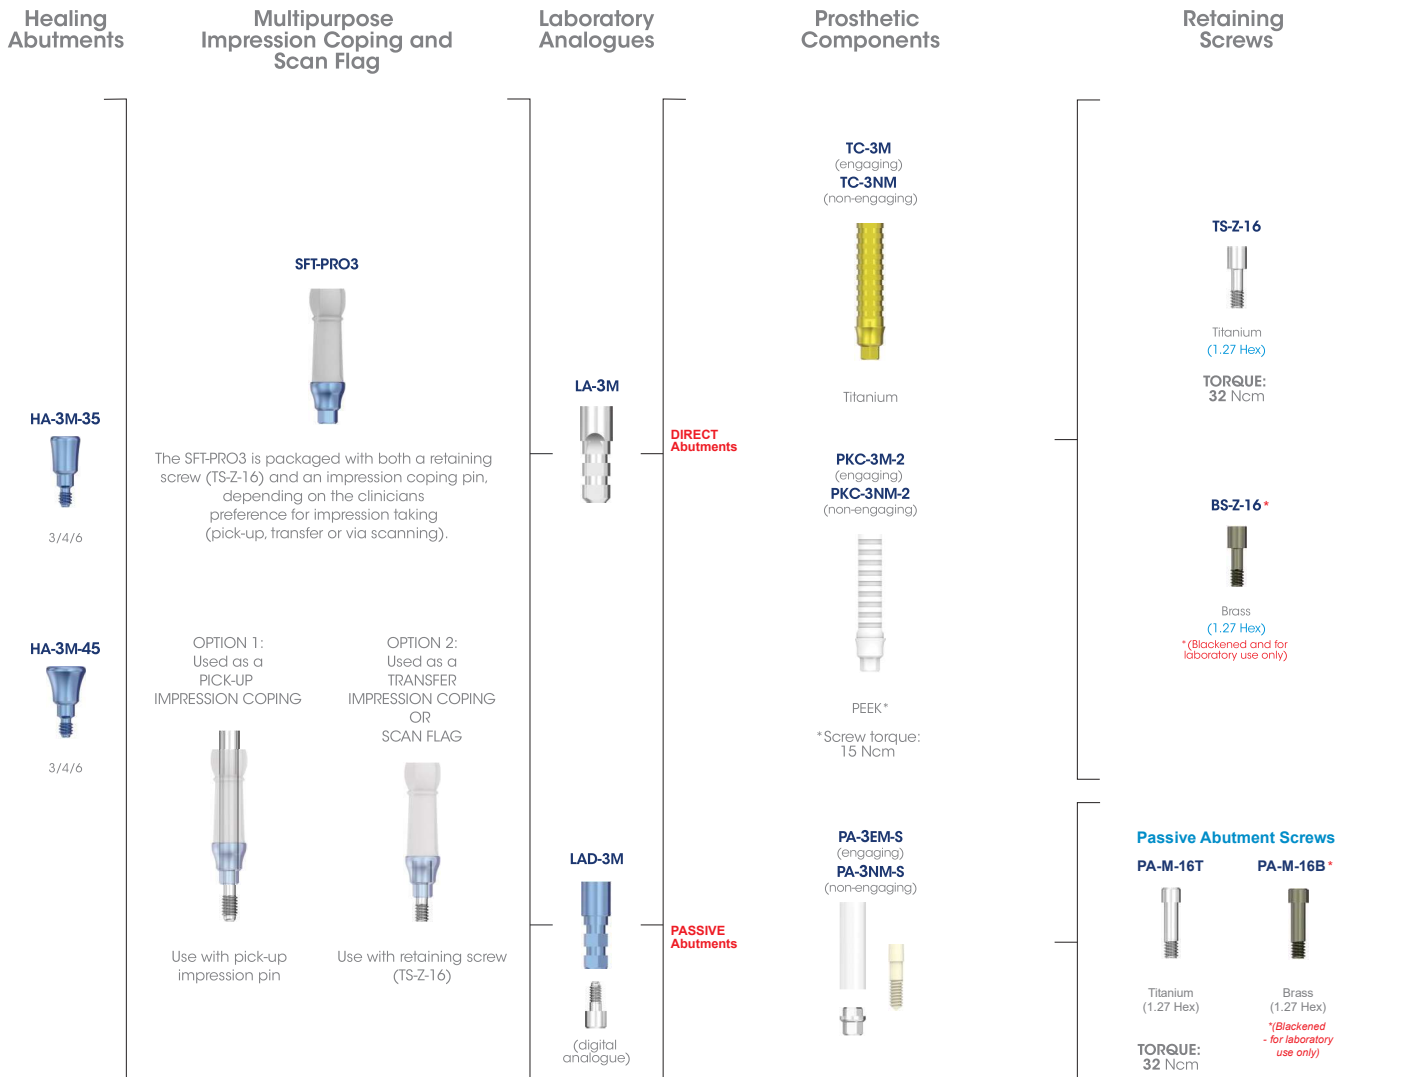 Healing
Abutments
Multipurpose
Impression Coping and
Scan Flag
Laboratory
Analogues
Prosthetic
Components
Retaining
Screws
HA-3M-35
3/4/6
HA-3M-45
3/4/6
SFT-PRO3
The SFT-PRO3 is packaged with both a retaining
screw (TS-Z-16) and an impression coping pin,
depending on the clinicians
preference for impression taking
(pick-up, transfer or via scanning).
OPTION 1:
Used as a
PICK-UP
IMPRESSION COPING
Use with pick-up
impression pin
OPTION 2:
Used as a
TRANSFER
IMPRESSION COPING
OR
SCAN FLAG
Use with retaining screw
(TS-Z-16)
LA-3M
LAD-3M
(digital
analogue)
DIRECT
Abutments
PASSIVE
Abutments
TC-3M
(engaging)
TC-3NM
(non-engaging)
Titanium
PKC-3M-2
(engaging)
PKC-3NM-2
(non-engaging)
PEEK*
*Screw torque:
15 Ncm
PA-3EM-S
(engaging)
PA-3NM-S
(non-engaging)
TS-Z-16
Titanium
(1.27 Hex)
TORQUE:
32 Ncm
BS-Z-16*
Brass
(1.27 Hex)
*(Blackened and for
laboratory use only)
Passive Abutment Screws
PA-M-16T
Titanium
(1.27 Hex)
TORQUE:
32 Ncm
PA-M-16B*
Brass
(1.27 Hex)
*(Blackened
- for laboratory
use only)